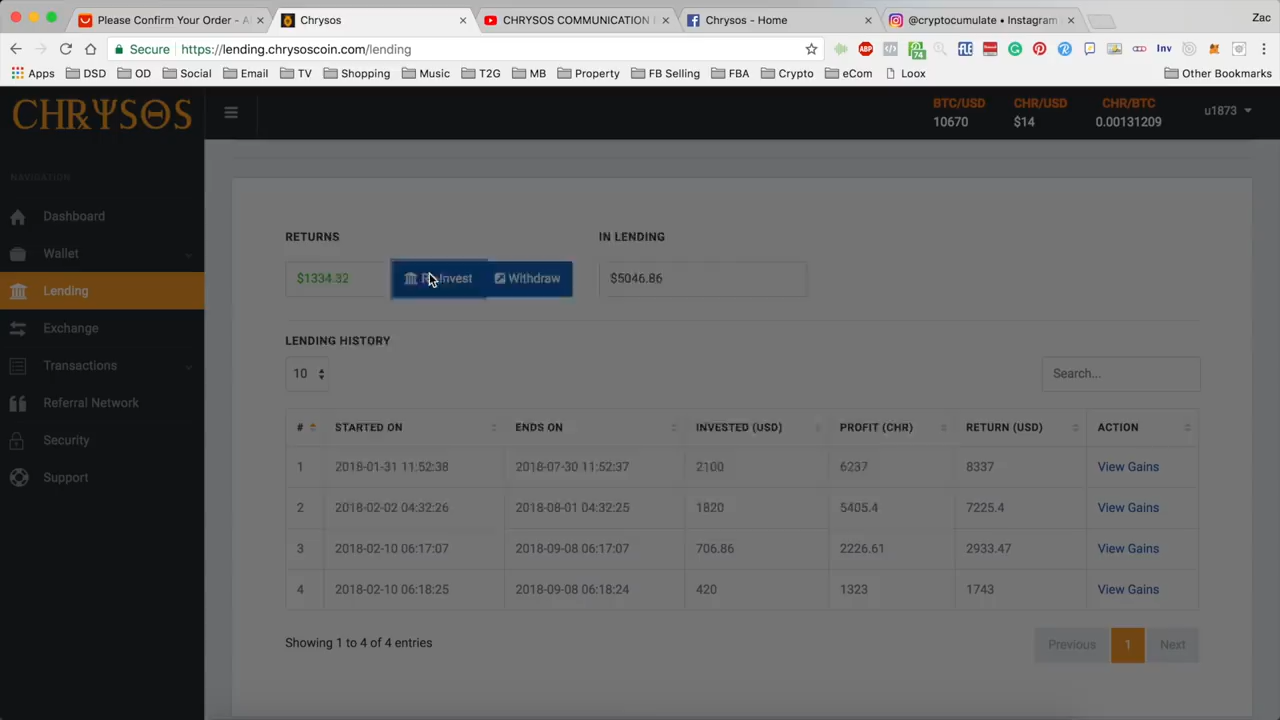 Please Confirm Your Order - Al
Chrysos
CHRYSOS COMMUNICATION
Chrysos - Home
@cryptocumulate • Instagram
Zac
Secure
https://lending.chrysoscoin.com/lending
ABP
74
Inv
Apps
DSD
OD
Social
Email
TV
Shopping
Music
T2G
MB
Property
FB Selling
FBA
Crypto
eCom
Loox
Other Bookmarks
CHRYSOS
BTC/USD
CHR/USD
CHR/BTC
10670
$14
0.00131209
u1873
NAVIGATION
Dashboard
Wallet
Lending
Exchange
Transactions
Referral Network
Security
Support
RETURNS
IN LENDING
$1334.32
ReInvest
Withdraw
$5046.86
LENDING HISTORY
10
Search...
# STARTED ON ENDS ON INVESTED (USD) PROFIT (CHR) RETURN (USD) ACTION
1 2018-01-31 11:52:38 2018-07-30 11:52:37 2100 6237 8337 View Gains
2 2018-02-02 04:32:26 2018-08-01 04:32:25 1820 5405.4 7225.4 View Gains
3 2018-02-10 06:17:07 2018-09-08 06:17:07 706.86 2226.61 2933.47 View Gains
4 2018-02-10 06:18:25 2018-09-08 06:18:24 420 1323 1743 View Gains
Showing 1 to 4 of 4 entries
Previous 1 Next